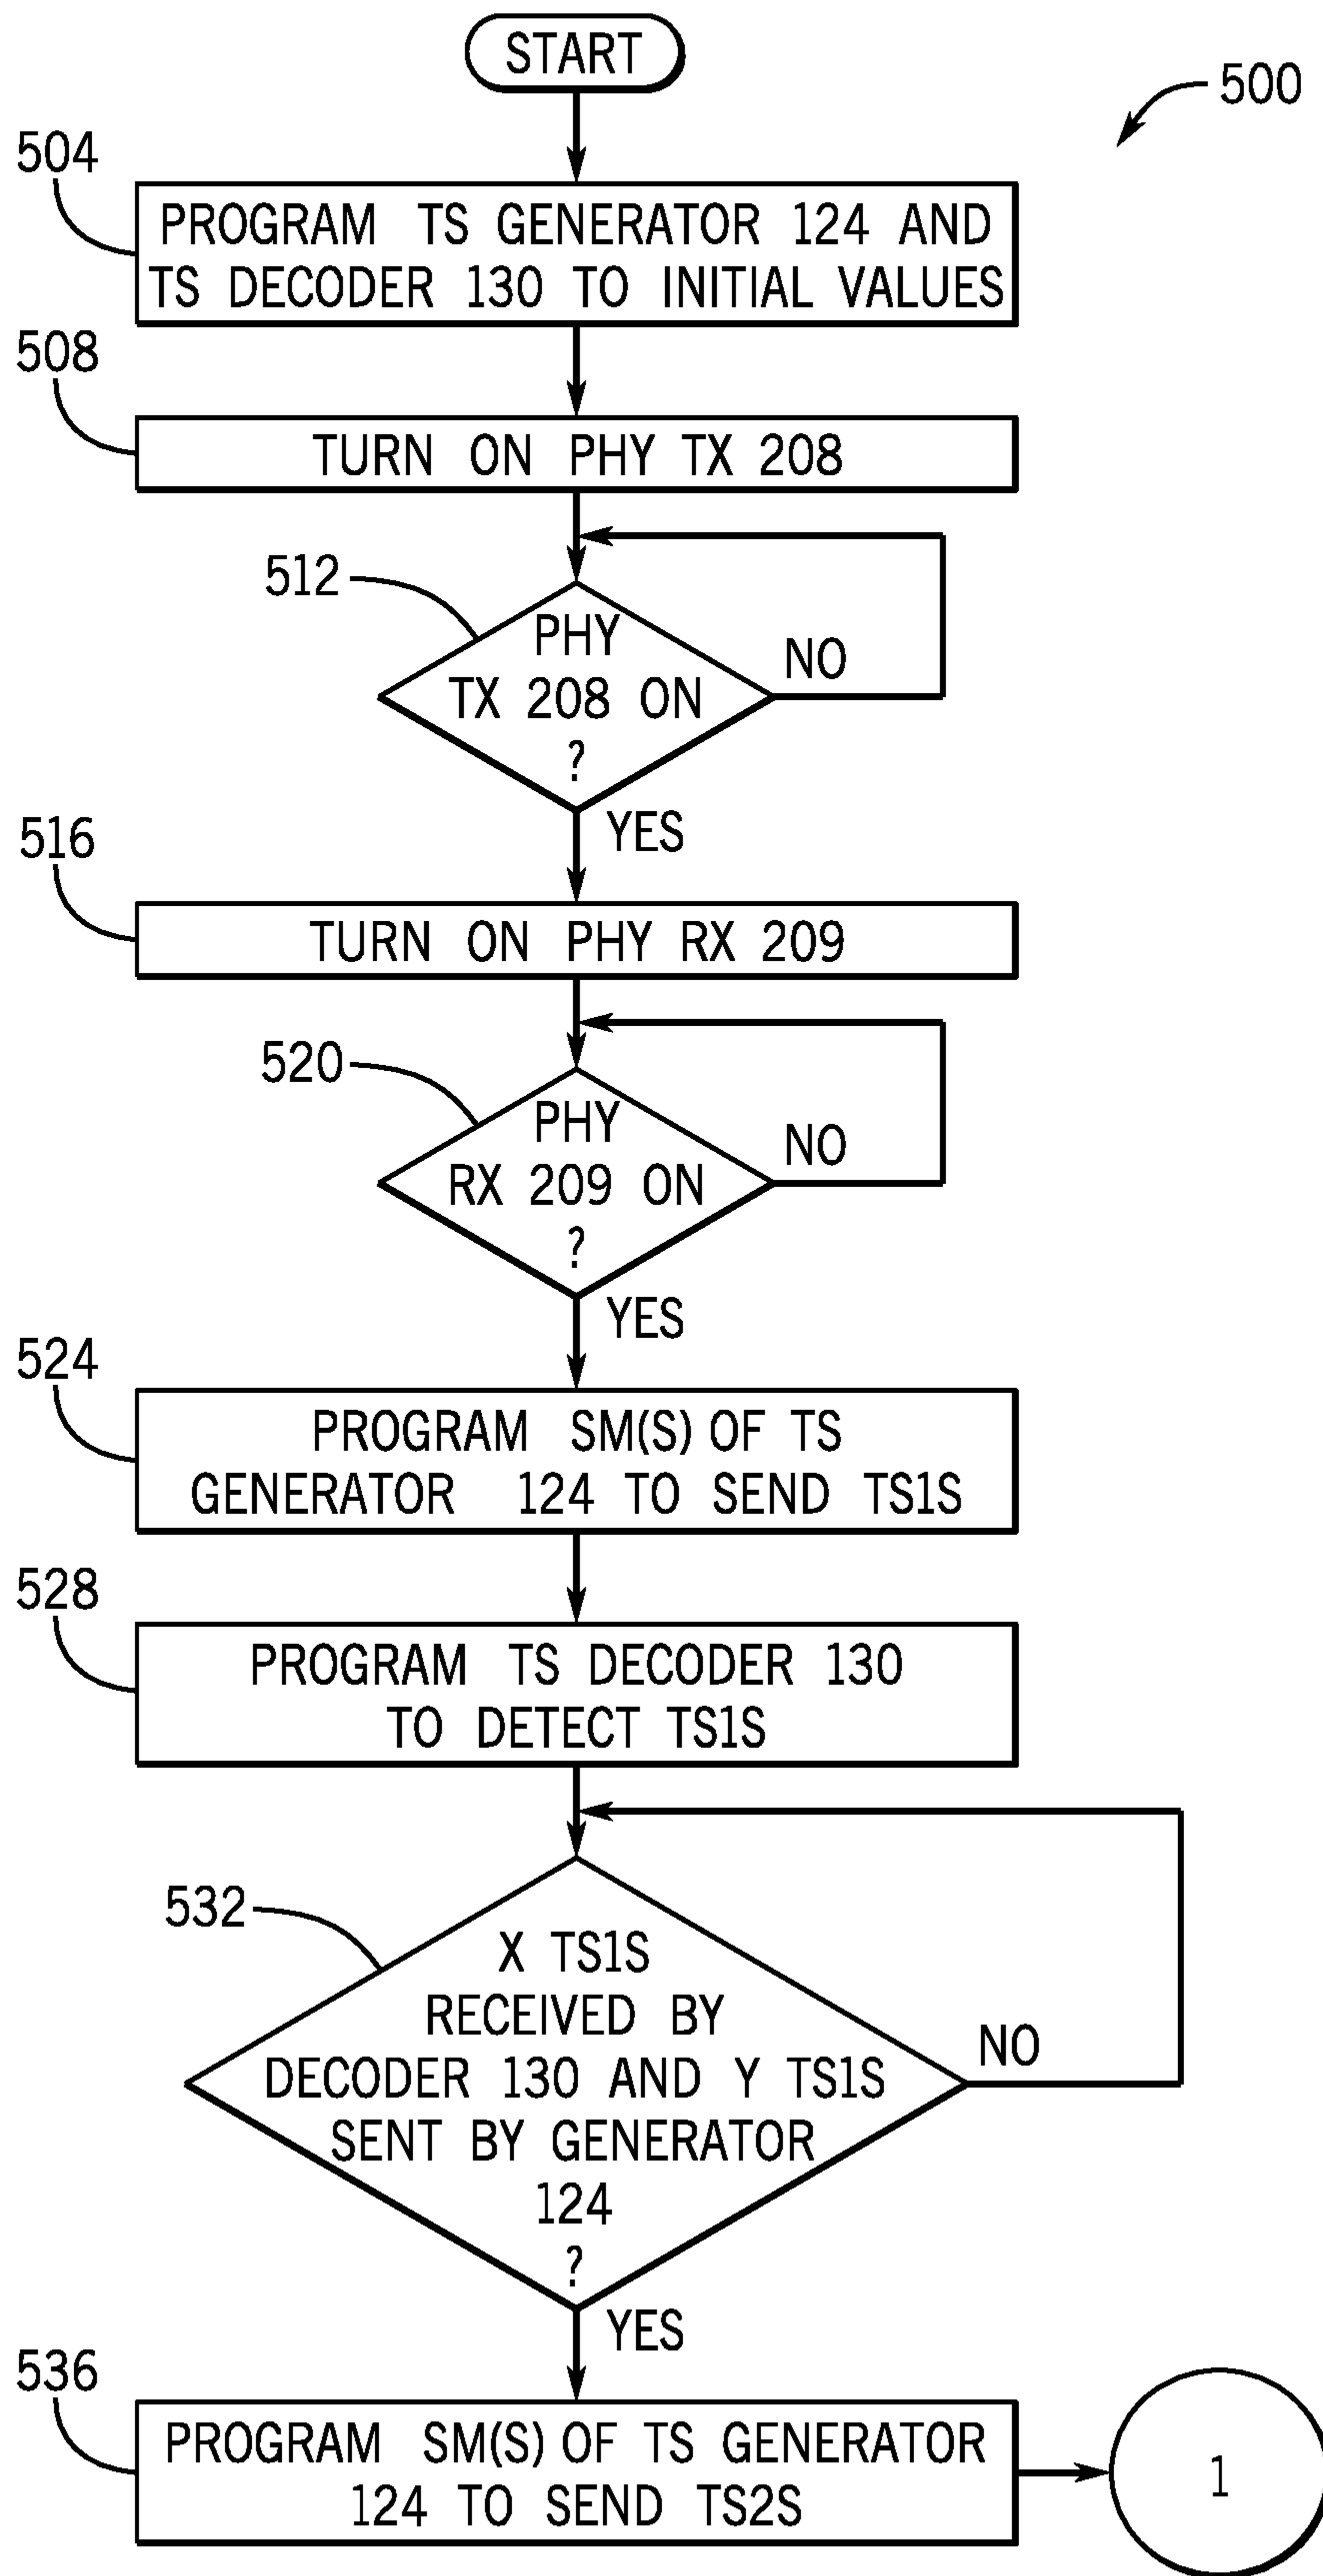 START
500
504
PROGRAM TS GENERATOR 124 AND
TS DECODER 130 TO INITIAL VALUES
508
TURN ON PHY TX 208
512
PHY
TX 208 ON
?
NO
YES
516
TURN ON PHY RX 209
520
PHY
RX 209 ON
?
NO
YES
524
PROGRAM SM(S) OF TS
GENERATOR 124 TO SEND TS1S
528
PROGRAM TS DECODER 130
TO DETECT TS1S
532
X TS1S
RECEIVED BY
DECODER 130 AND Y TS1S
SENT BY GENERATOR
124
?
NO
YES
536
PROGRAM SM(S) OF TS GENERATOR
124 TO SEND TS2S
1